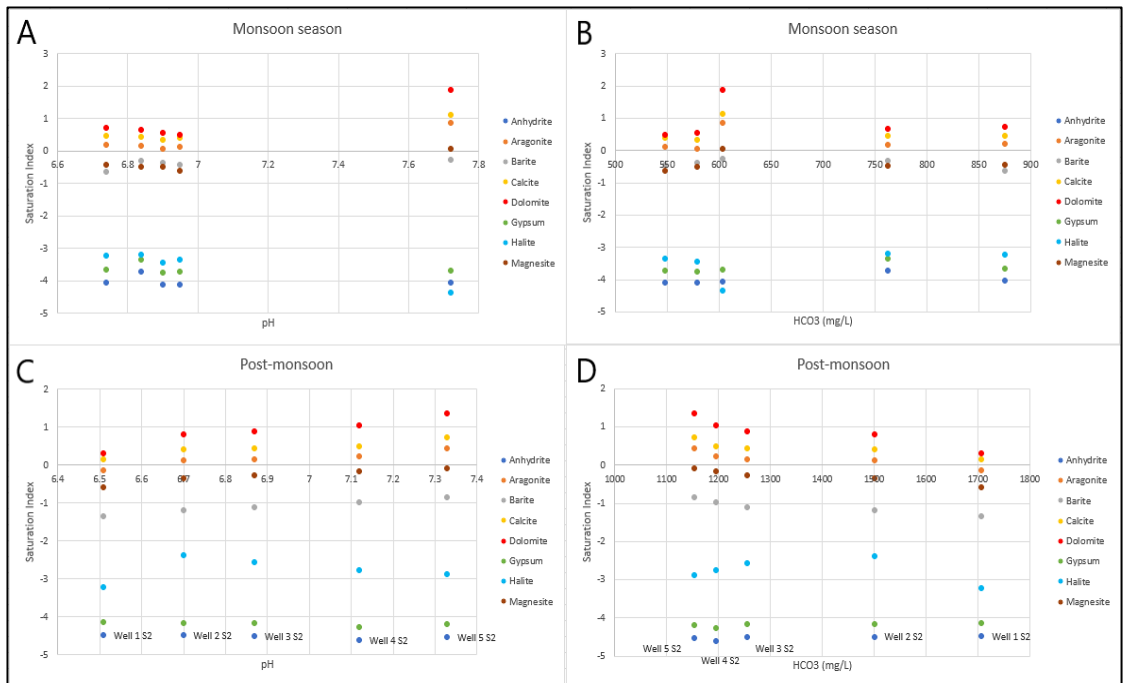 A
Monsoon season
3
2
1
0
-1
-2
-3
-4
-5
6.6
6.8
7
7.2
7.4
7.6
7.8
Saturation Index
pH
Anhydrite
Aragonite
Barite
Calcite
Dolomite
Gypsum
Halite
Magnesite
B
Monsoon season
3
2
1
0
-1
-2
-3
-4
-5
500
550
600
650
700
750
800
850
900
Saturation Index
HCO3 (mg/L)
Anhydrite
Aragonite
Barite
Calcite
Dolomite
Gypsum
Halite
Magnesite
C
Post-monsoon
2
1
0
-1
-2
-3
-4
-5
6.4
6.5
6.6
6.7
6.8
6.9
7
7.1
7.2
7.3
7.4
Saturation Index
Well 1 S2
Well 2 S2
Well 3 S2
Well 4 S2
Well 5 S2
pH
Anhydrite
Aragonite
Barite
Calcite
Dolomite
Gypsum
Halite
Magnesite
D
Post-monsoon
2
1
0
-1
-2
-3
-4
-5
1000
1100
1200
1300
1400
1500
1600
1700
1800
Saturation Index
Well 5 S2
Well 4 S2
Well 3 S2
Well 2 S2
Well 1 S2
HCO3 (mg/L)
Anhydrite
Aragonite
Barite
Calcite
Dolomite
Gypsum
Halite
Magnesite